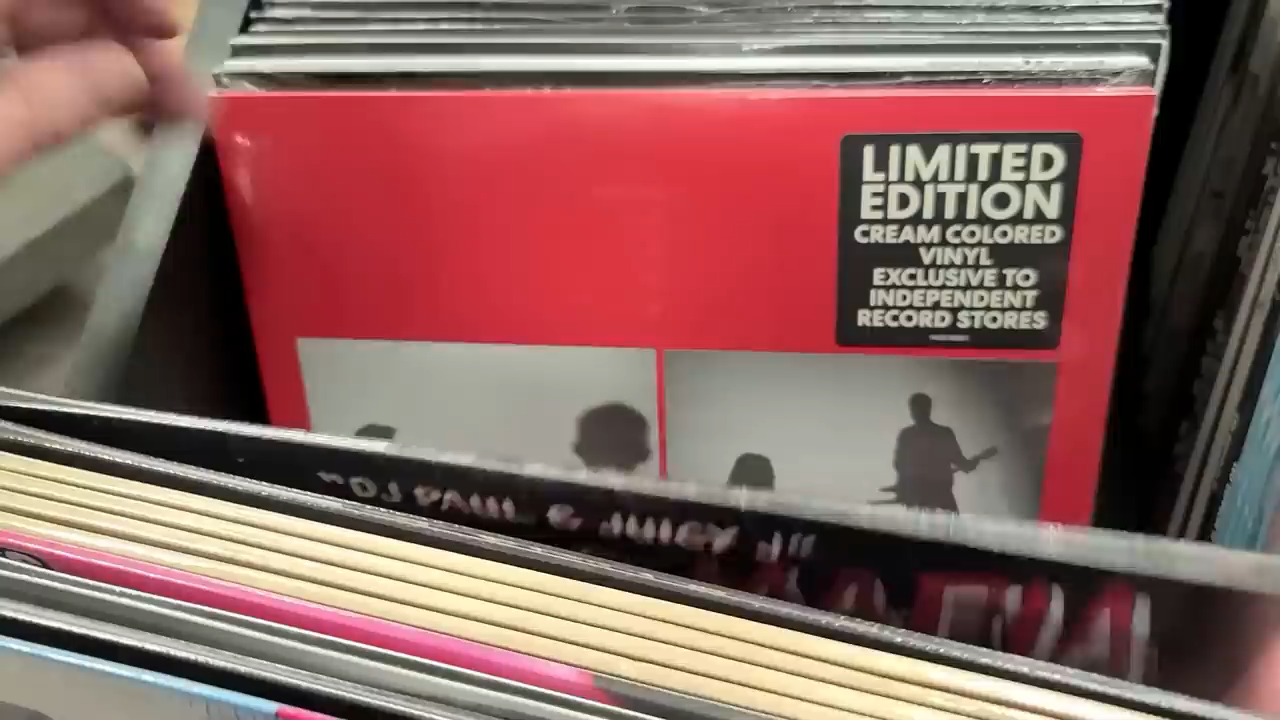 LIMITED
EDITION
CREAM COLORED
VINYL
EXCLUSIVE TO
INDEPENDENT
RECORD STORES
"DJ PAUL & JUICY J"